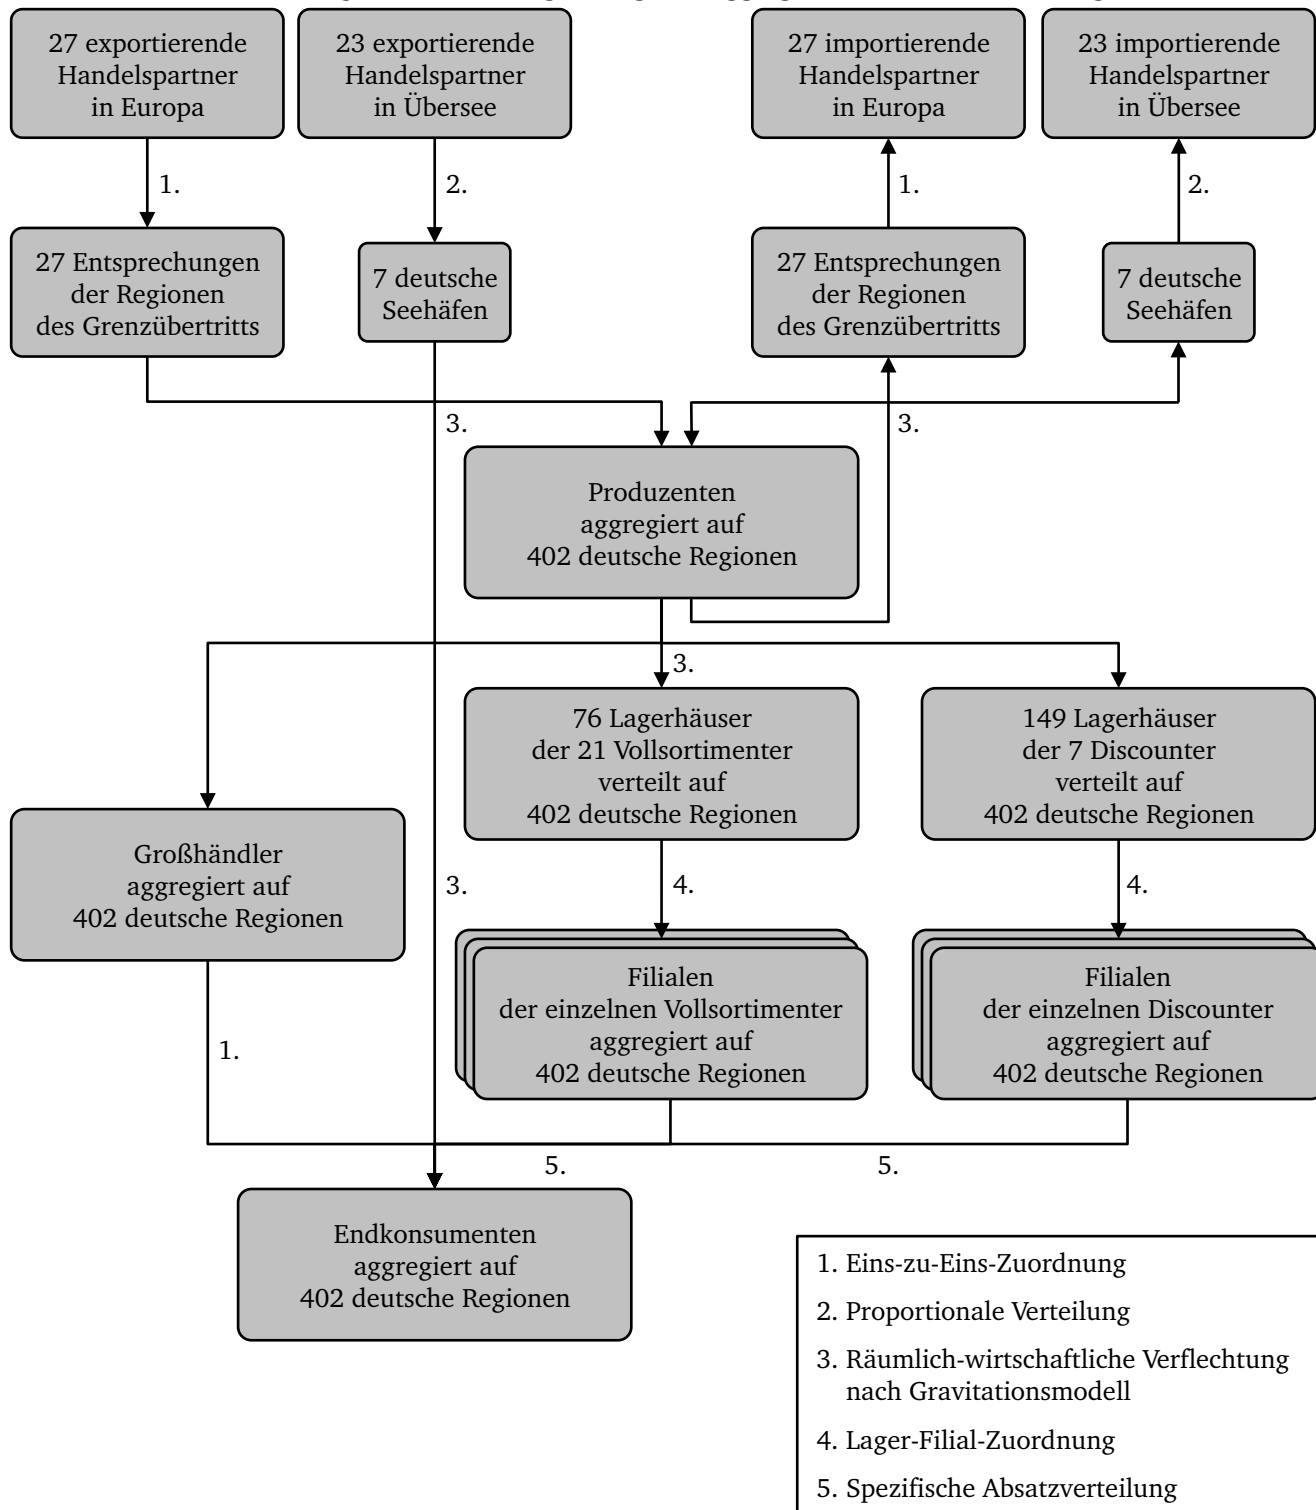 27 exportierende
Handelspartner
in Europa
23 exportierende
Handelspartner
in Übersee
27 importierende
Handelspartner
in Europa
23 importierende
Handelspartner
in Übersee
1.
2.
1.
2.
27 Entsprechungen
der Regionen
des Grenzübertritts
7 deutsche
Seehäfen
27 Entsprechungen
der Regionen
des Grenzübertritts
7 deutsche
Seehäfen
3.
3.
Produzenten
aggregiert auf
402 deutsche Regionen
3.
76 Lagerhäuser
der 21 Vollsortimenter
verteilt auf
402 deutsche Regionen
149 Lagerhäuser
der 7 Discounter
verteilt auf
402 deutsche Regionen
Großhändler
aggregiert auf
402 deutsche Regionen
3.
4.
4.
Filialen
der einzelnen Vollsortimenter
aggregiert auf
402 deutsche Regionen
Filialen
der einzelnen Discounter
aggregiert auf
402 deutsche Regionen
1.
5.
5.
Endkonsumenten
aggregiert auf
402 deutsche Regionen
1. Eins-zu-Eins-Zuordnung
2. Proportionale Verteilung
3. Räumlich-wirtschaftliche Verflechtung
nach Gravitationsmodell
4. Lager-Filial-Zuordnung
5. Spezifische Absatzverteilung